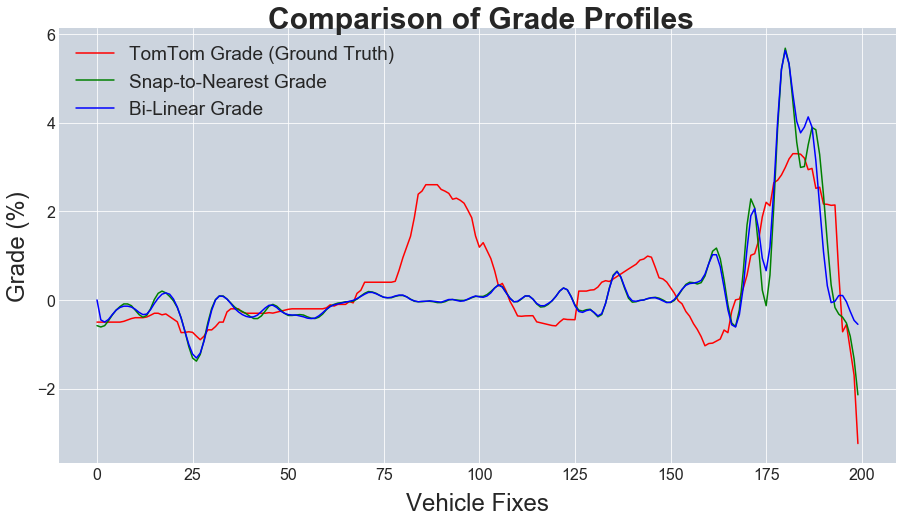 Comparison of Grade Profiles
TomTom Grade (Ground Truth)
Snap-to-Nearest Grade
Bi-Linear Grade
Grade (%)
6
4
2
0
−2
0 25 50 75 100 125 150 175 200
Vehicle Fixes